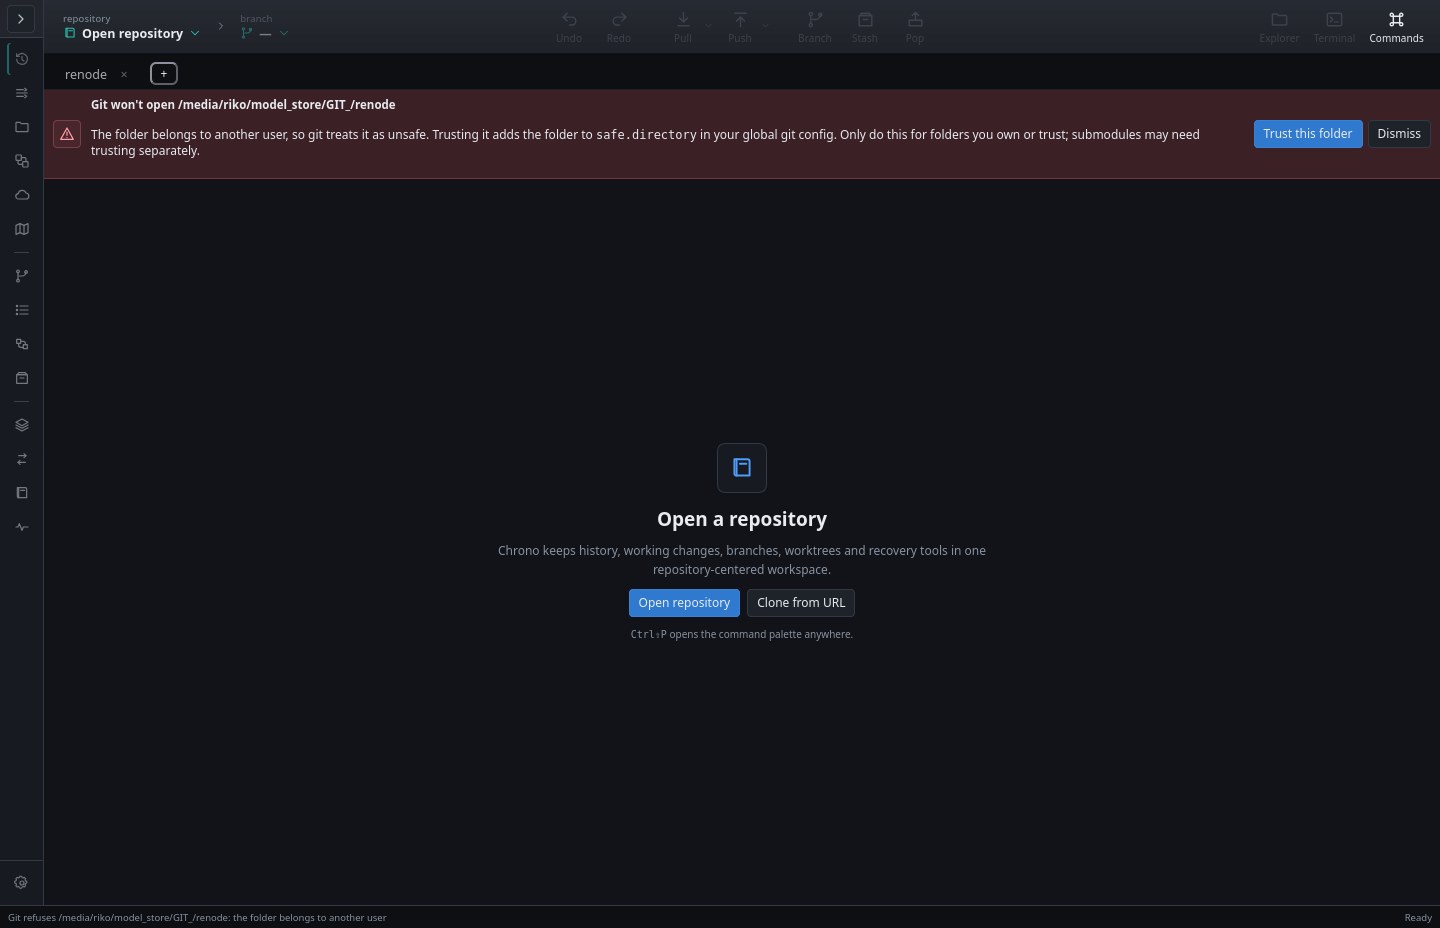 repository
Open repository
branch
—
Undo
Redo
Pull
Push
Branch
Stash
Pop
Explorer
Terminal
Commands
renode ×
+
Git won't open /media/riko/model_store/GIT_/renode
The folder belongs to another user, so git treats it as unsafe. Trusting it adds the folder to safe.directory in your global git config. Only do this for folders you own or trust; submodules may need
trusting separately.
Trust this folder
Dismiss
Open a repository
Chrono keeps history, working changes, branches, worktrees and recovery tools in one
repository-centered workspace.
Open repository
Clone from URL
Ctrl⇧P opens the command palette anywhere.
Git refuses /media/riko/model_store/GIT_/renode: the folder belongs to another user
Ready